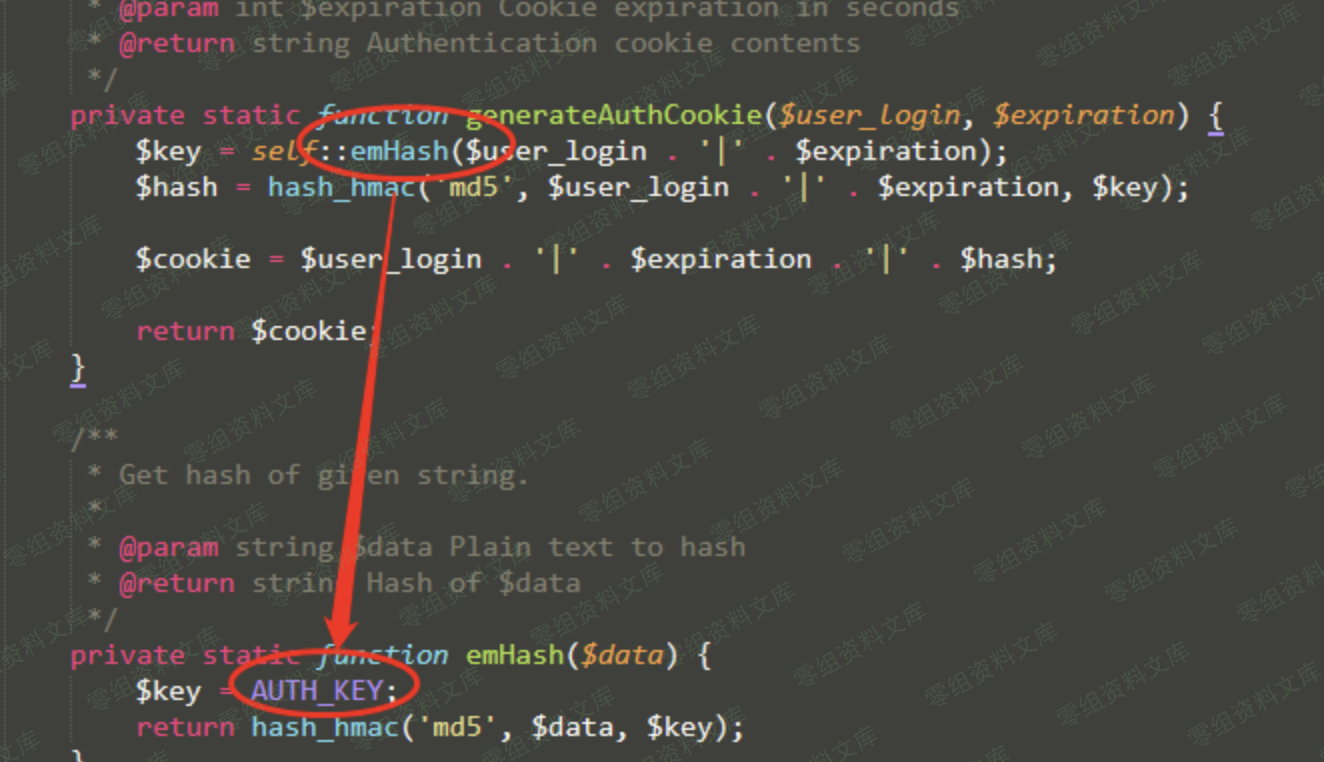 * @param int $expiration Cookie expiration in seconds
* @return string Authentication cookie contents
*/
private static function generateAuthCookie($user_login, $expiration) {
$key = self::emHash($user_login . '|' . $expiration);
$hash = hash_hmac('md5', $user_login . '|' . $expiration, $key);
$cookie = $user_login . '|' . $expiration . '|' . $hash;
return $cookie;
}
/**
* Get hash of given string.
*
* @param string $data Plain text to hash
* @return string Hash of $data
*/
private static function emHash($data) {
$key = AUTH_KEY;
return hash_hmac('md5', $data, $key);
}
零组资料文库